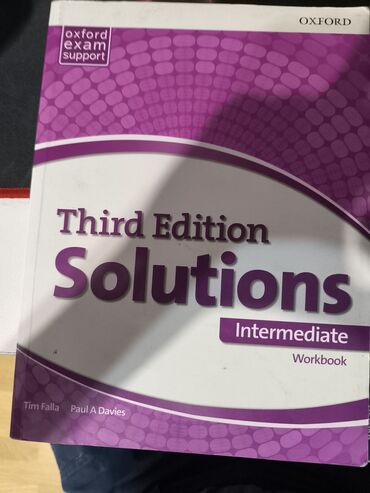 oxford
exam
support
OXFORD
Third Edition
Solutions
Intermediate
Workbook
Tim Falla Paul A Davies